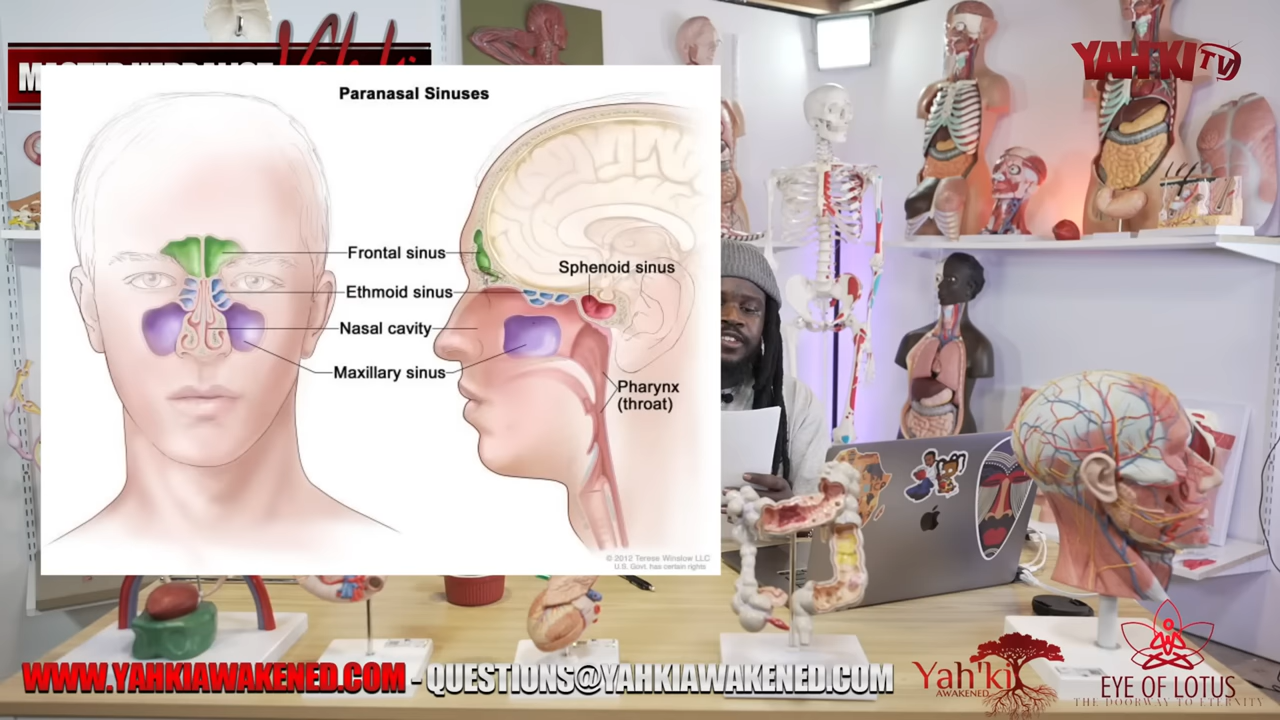 YAH'KI TV
Paranasal Sinuses
Frontal sinus
Sphenoid sinus
Ethmoid sinus
Nasal cavity
Maxillary sinus
Pharynx
(throat)
© 2012 Terese Winslow LLC
U.S. Govt. has certain rights
WWW.YAHKIAWAKENED.COM - QUESTIONS@YAHKIAWAKENED.COM
Yah'ki
AWAKENED
EYE OF LOTUS
THE DOORWAY TO ETERNITY